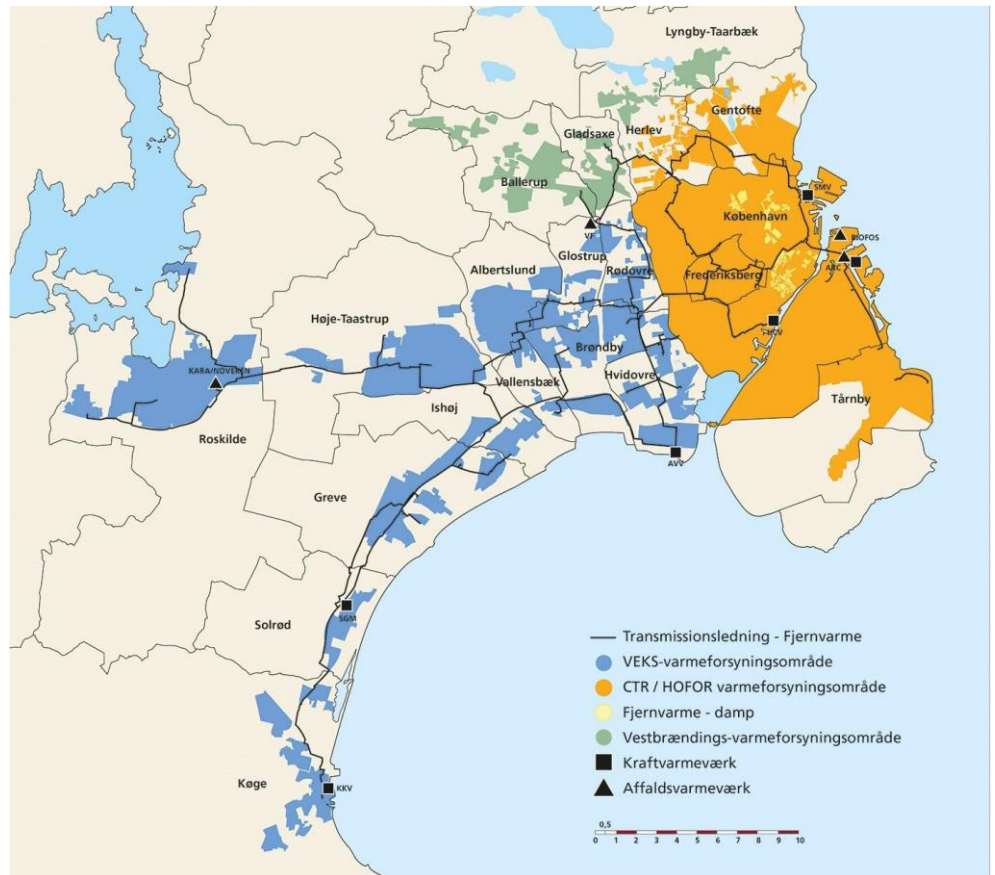 Lyngby-Taarbæk
Gentofte
Herlev
Gladsaxe
Ballerup
SMV
København
VF
BIOFOS
Glostrup
ARC
Albertslund
Rødovre
Frederiksberg
Høje-Taastrup
HCV
Brøndby
KARA/NOVEREN
Hvidovre
Vallensbæk
Tårnby
Ishøj
Roskilde
AVV
Greve
SGM
Solrød
Transmissionsledning - Fjernvarme
VEKS-varmeforsyningsområde
CTR / HOFOR varmeforsyningsområde
Fjernvarme - damp
Vestbrændings-varmeforsyningsområde
Kraftvarmeværk
Affaldsvarmeværk
Køge
KKV
0,5
0 1 2 3 4 5 6 7 8 9 10